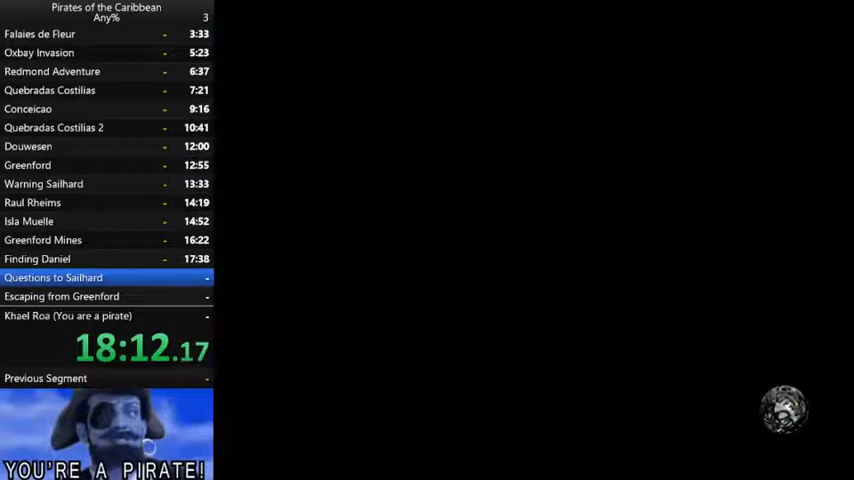 Pirates of the Caribbean
Any% 3
Falaies de Fleur - 3:33
Oxbay Invasion - 5:23
Redmond Adventure - 6:37
Quebradas Costilias - 7:21
Conceicao - 9:16
Quebradas Costilias 2 - 10:41
Douwesen - 12:00
Greenford - 12:55
Warning Sailhard - 13:33
Raul Rheims - 14:19
Isla Muelle - 14:52
Greenford Mines - 16:22
Finding Daniel - 17:38
Questions to Sailhard -
Escaping from Greenford -
Khael Roa (You are a pirate) -
18:12.17
Previous Segment -
YOU'RE A PIRATE!